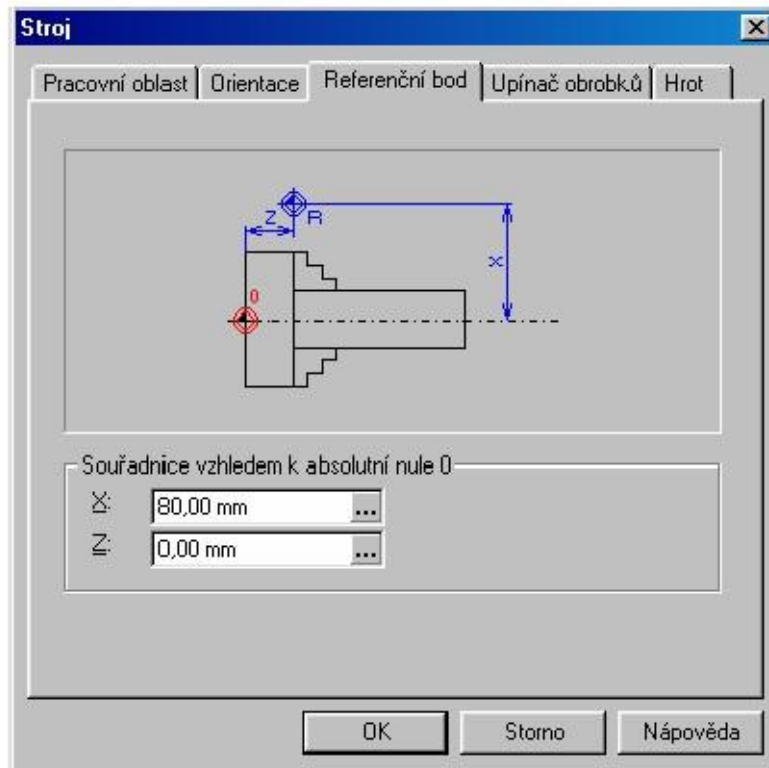 Stroj
Pracovní oblast Orientace Referenční bod Upínač obrobků Hrot
Z R
X
0
Souřadnice vzhledem k absolutní nule 0
X: 80,00 mm ...
Z: 0,00 mm ...
OK Storno Nápověda